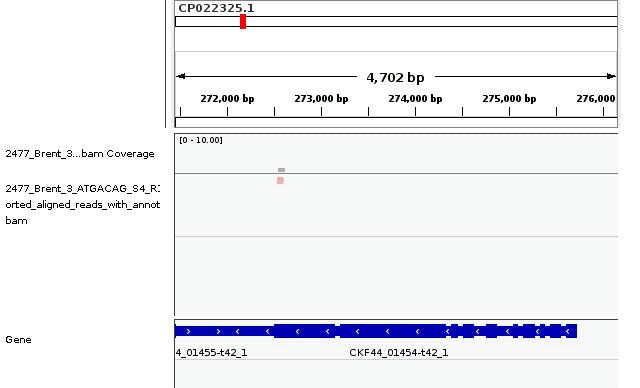 CP022325.1
4,702 bp
272,000 bp 273,000 bp 274,000 bp 275,000 bp 276,000
[0 - 10.00]
2477_Brent_3...bam Coverage
2477_Brent_3_ATGACAG_S4_R1
orted_aligned_reads_with_annot
bam
Gene
4_01455-t42_1 CKF44_01454-t42_1